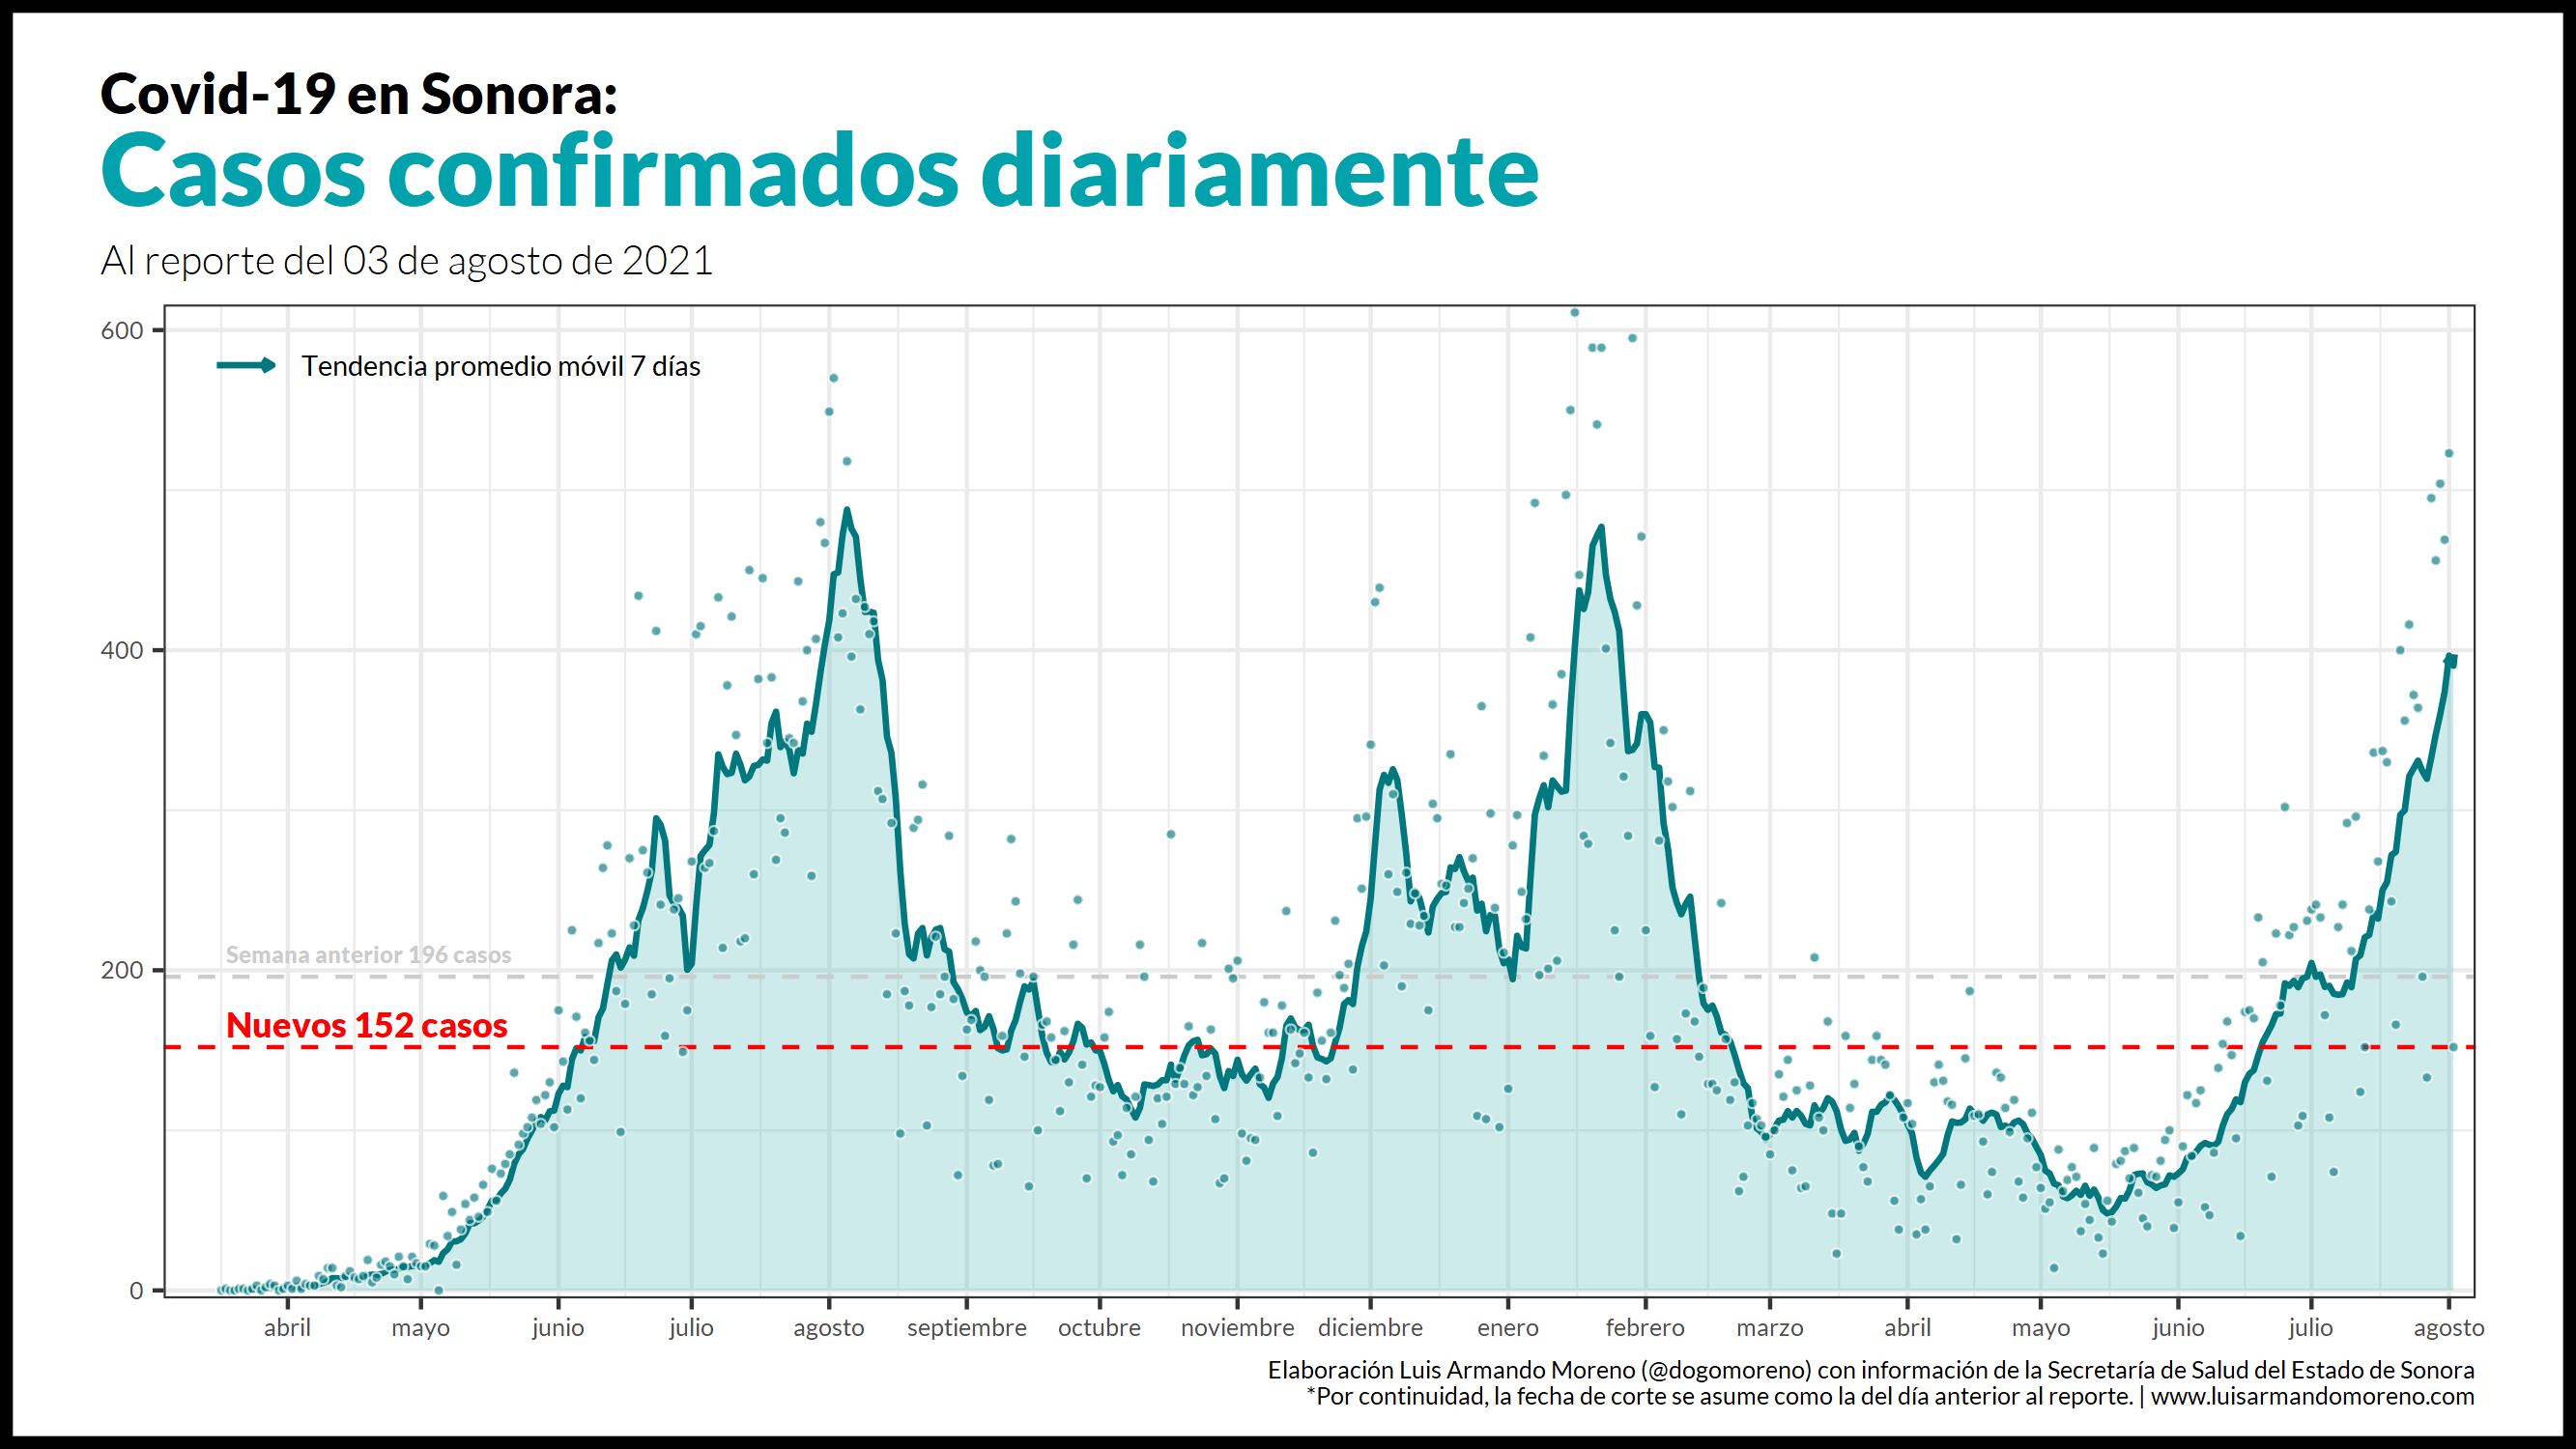 Covid-19 en Sonora:
Casos confirmados diariamente
Al reporte del 03 de agosto de 2021
600
Tendencia promedio móvil 7 días
400
Semana anterior 196 casos
200
Nuevos 152 casos
0
abril mayo junio julio agosto septiembre octubre noviembre diciembre enero febrero marzo abril mayo junio julio agosto
Elaboración Luis Armando Moreno (@dogomoreno) con información de la Secretaría de Salud del Estado de Sonora
*Por continuidad, la fecha de corte se asume como la del día anterior al reporte. | www.luisarmandomoreno.com